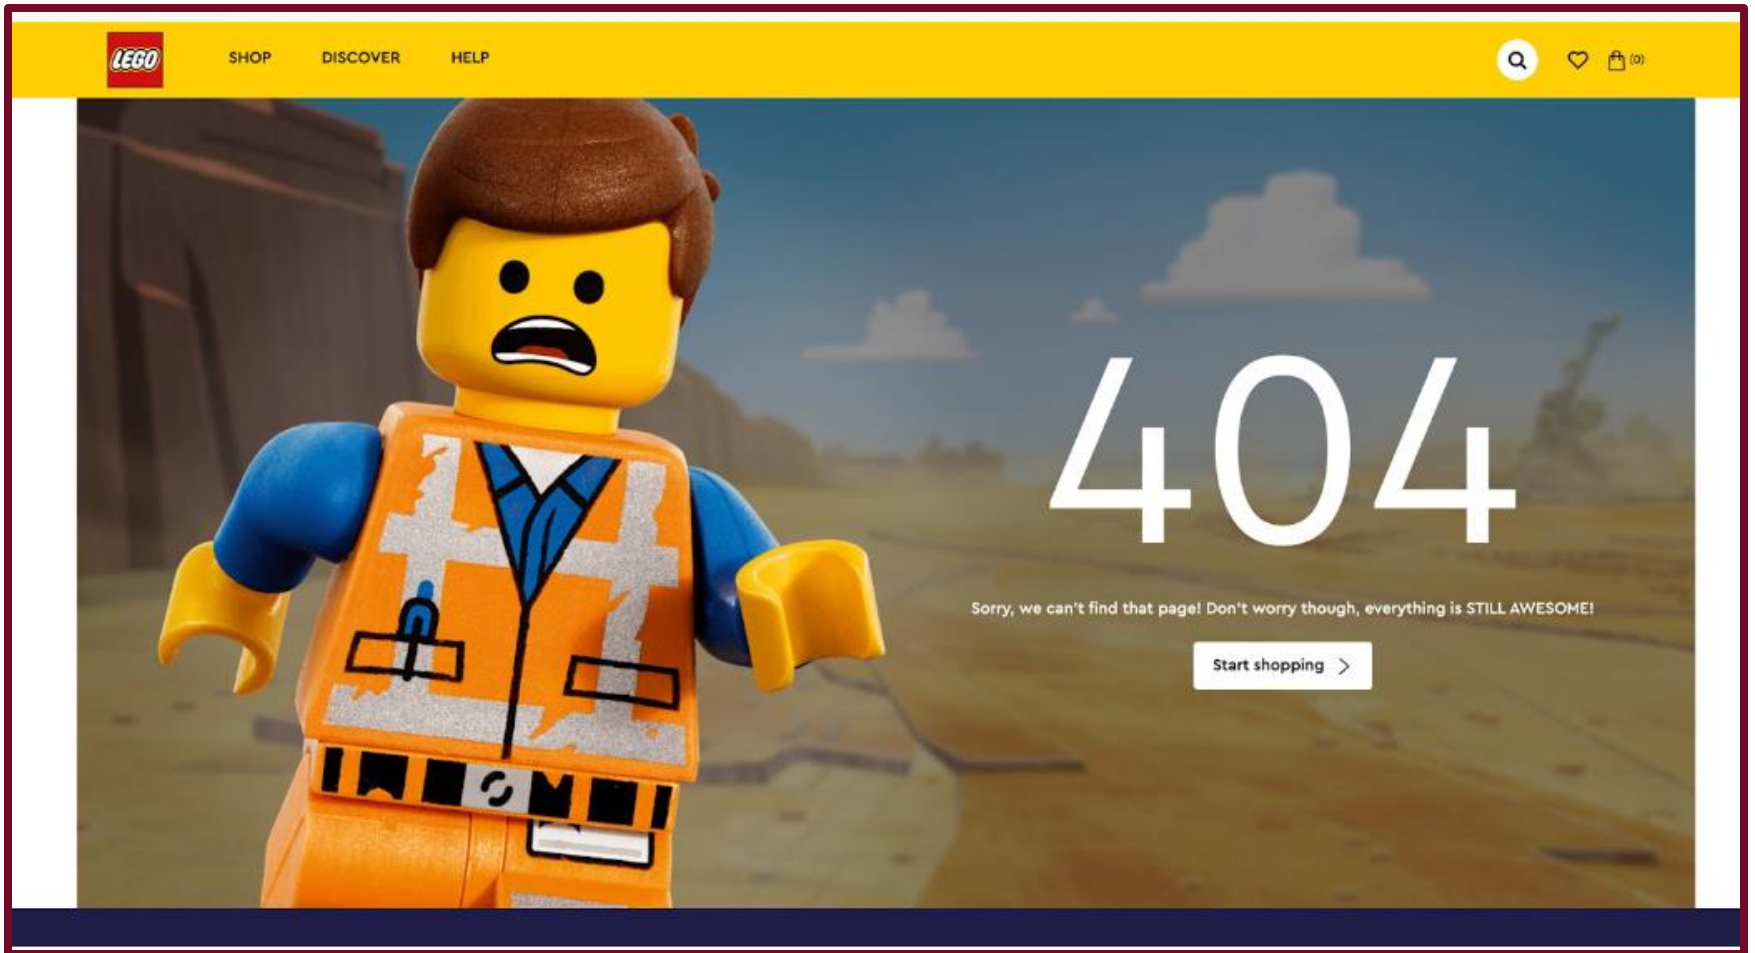 LEGO
SHOP DISCOVER HELP
(0)
404
Sorry, we can't find that page! Don't worry though, everything is STILL AWESOME!
Start shopping